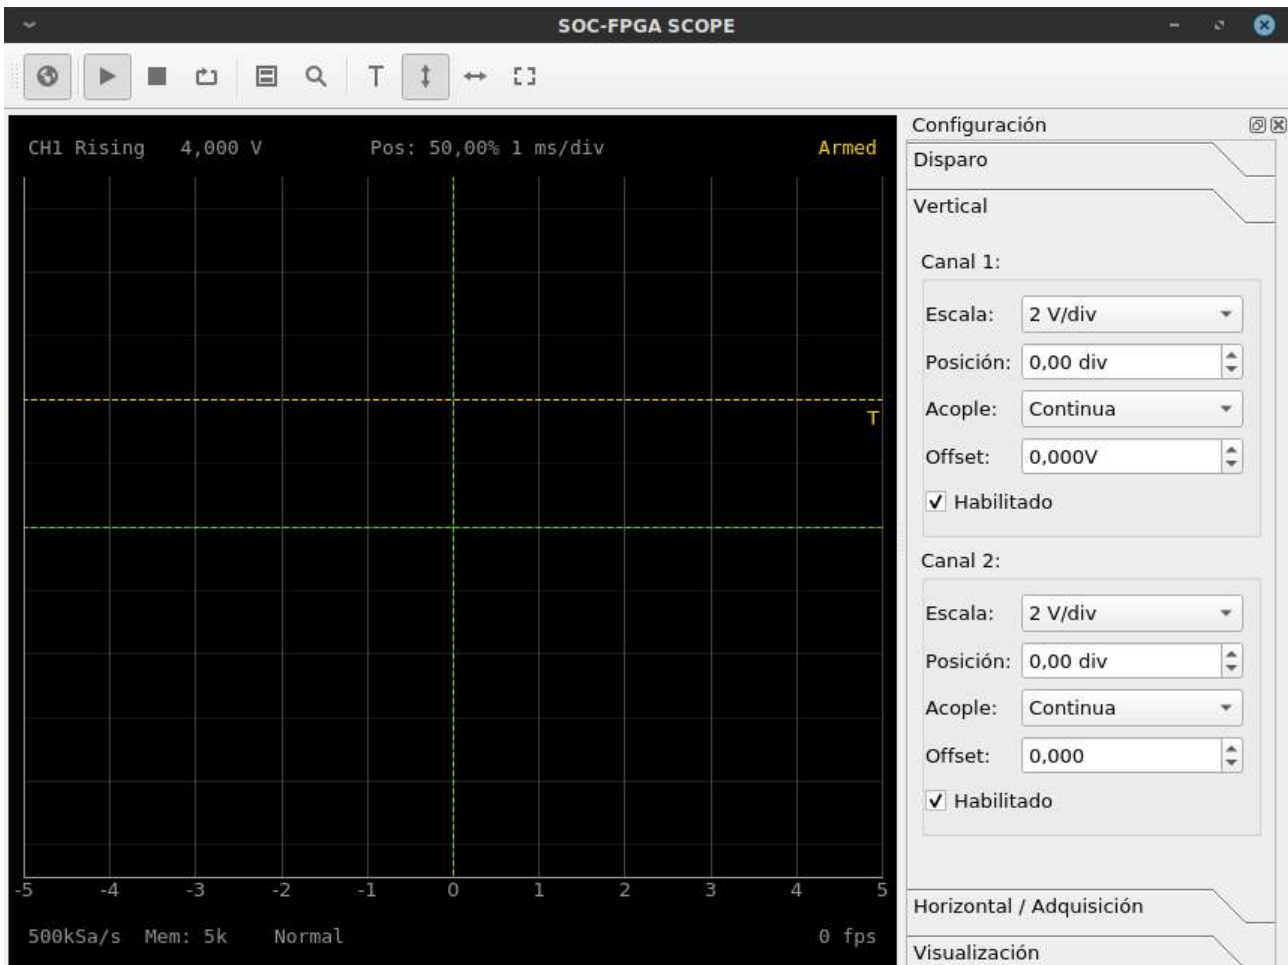 SOC-FPGA SCOPE
T
CH1 Rising 4,000 V Pos: 50,00% 1 ms/div Armed
T
-5 -4 -3 -2 -1 0 1 2 3 4 5
500kSa/s Mem: 5k Normal 0 fps
Configuración
Disparo
Vertical
Canal 1:
Escala: 2 V/div
Posición: 0,00 div
Acople: Continua
Offset: 0,000V
Habilitado
Canal 2:
Escala: 2 V/div
Posición: 0,00 div
Acople: Continua
Offset: 0,000
Habilitado
Horizontal / Adquisición
Visualización